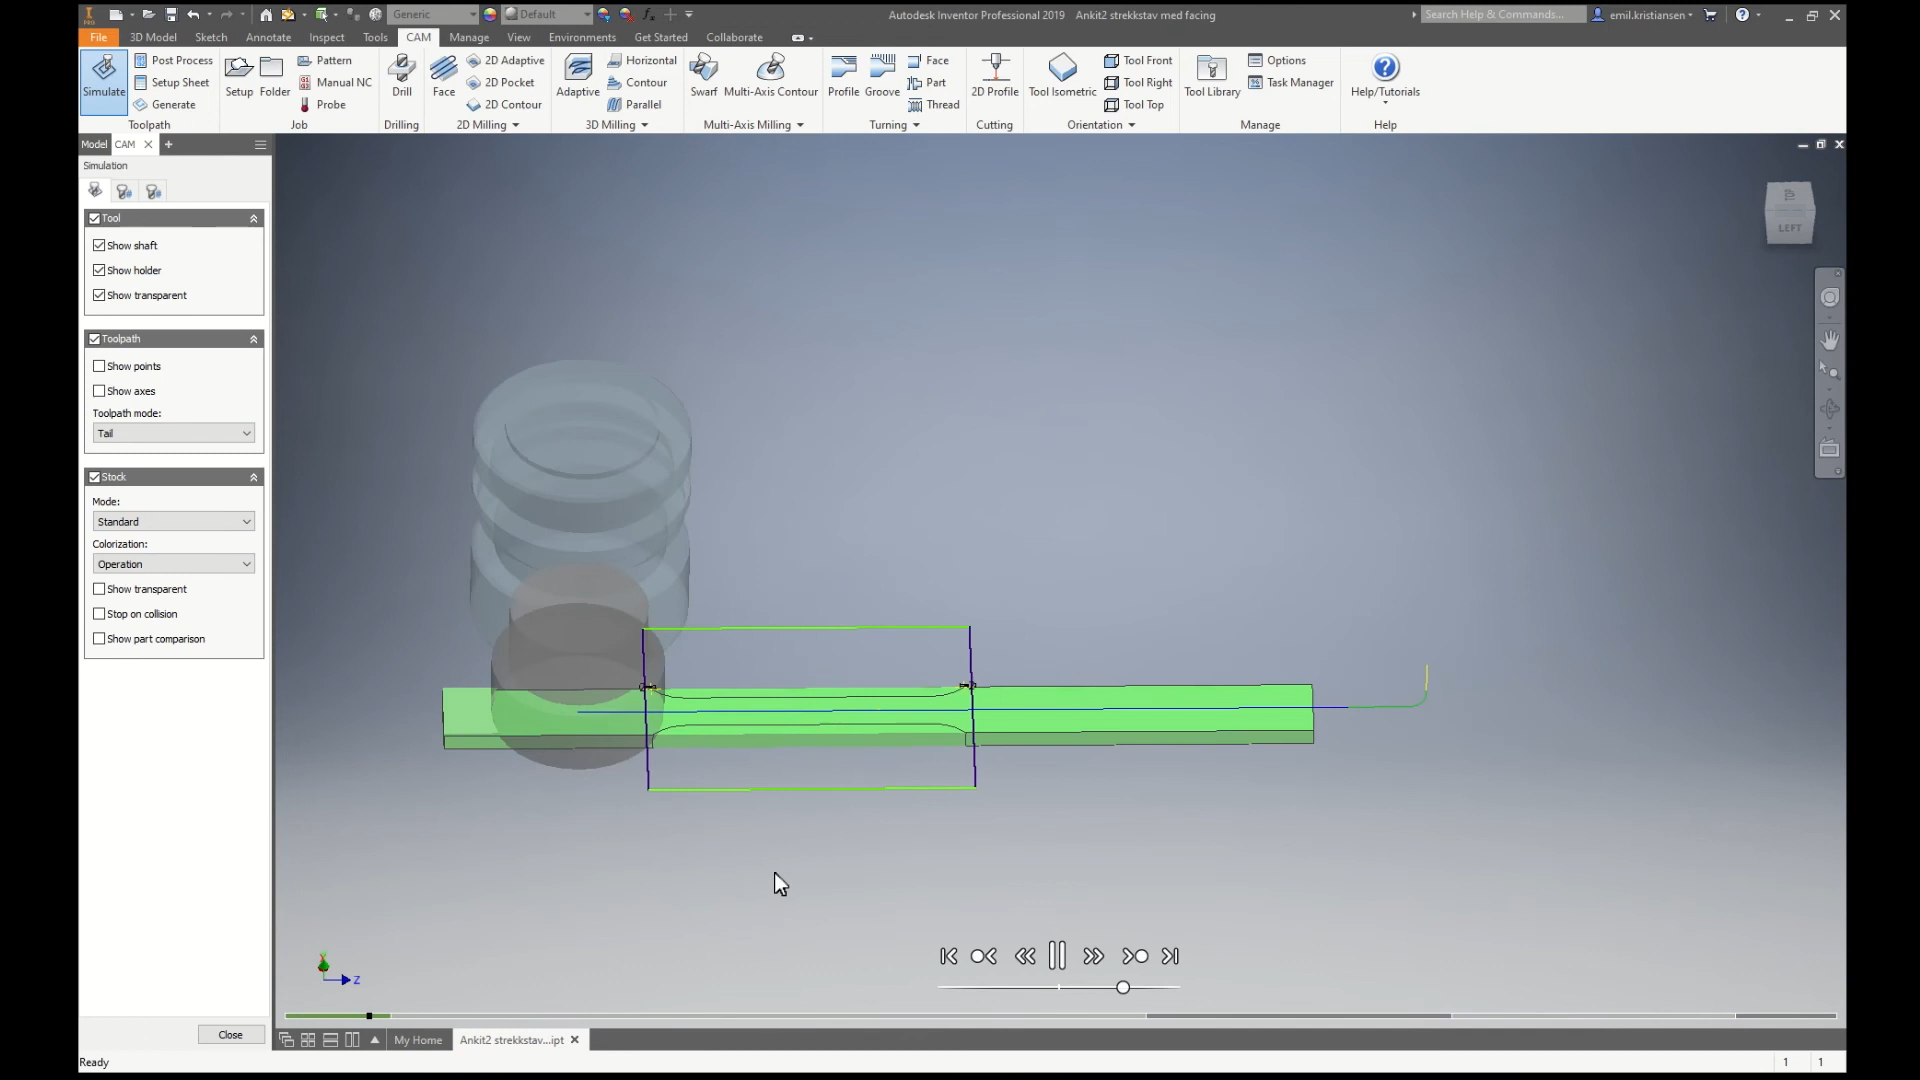 Generic
Default
Autodesk Inventor Professional 2019 Ankit2 strekkstav med facing
Search Help & Commands...
emil.kristiansen
File 3D Model Sketch Annotate Inspect Tools CAM Manage View Environments Get Started Collaborate
Simulate
Post Process
Setup Sheet
Generate
Toolpath
Setup
Folder
Pattern
Manual NC
Probe
Job
Drill
Drilling
Face
2D Adaptive
2D Pocket
2D Contour
2D Milling
Adaptive
Horizontal
Contour
Parallel
3D Milling
Swarf
Multi-Axis Contour
Multi-Axis Milling
Profile
Groove
Face
Part
Thread
Turning
2D Profile
Cutting
Tool Isometric
Tool Front
Tool Right
Tool Top
Orientation
Tool Library
Options
Task Manager
Manage
Help/Tutorials
Help
Model CAM
Simulation
Tool
Show shaft
Show holder
Show transparent
Toolpath
Show points
Show axes
Toolpath mode:
Tail
Stock
Mode:
Standard
Colorization:
Operation
Show transparent
Stop on collision
Show part comparison
LEFT
Z
Close
My Home
Ankit2 strekkstav...ipt
Ready
1 1